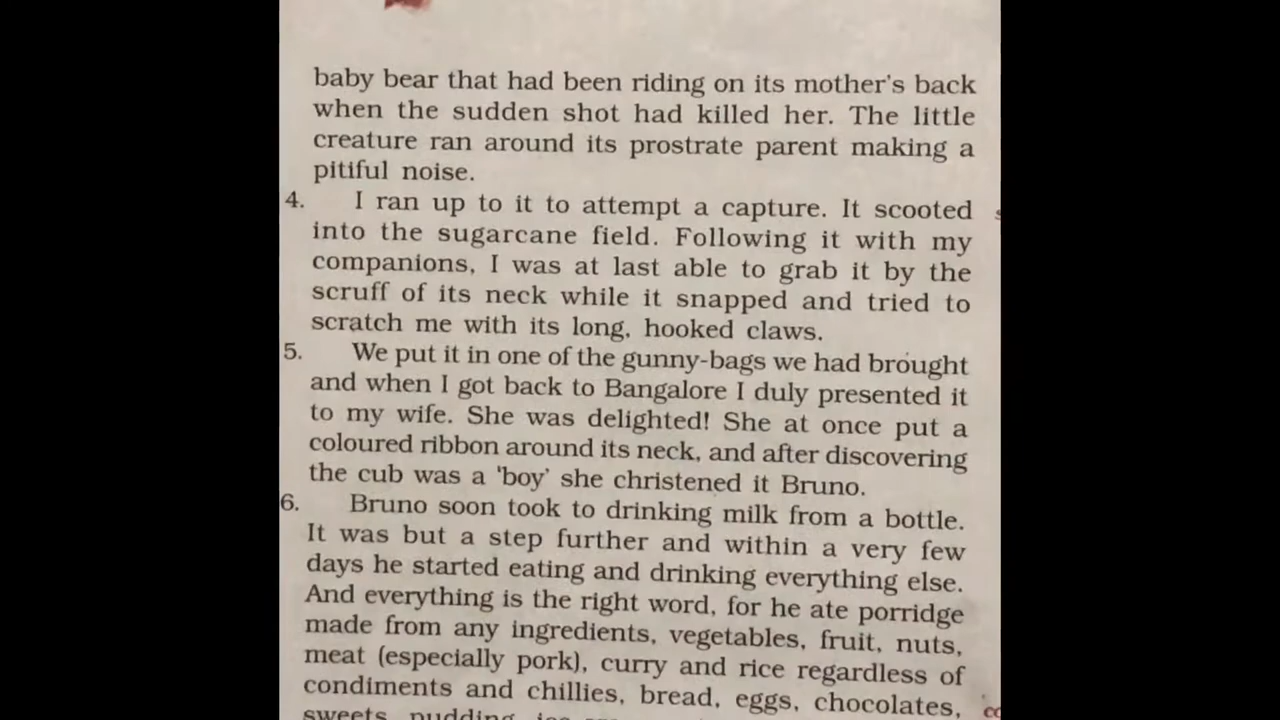 baby bear that had been riding on its mother's back
when the sudden shot had killed her. The little
creature ran around its prostrate parent making a
pitiful noise.
4. I ran up to it to attempt a capture. It scooted
into the sugarcane field. Following it with my
companions, I was at last able to grab it by the
scruff of its neck while it snapped and tried to
scratch me with its long, hooked claws.
5. We put it in one of the gunny-bags we had brought
and when I got back to Bangalore I duly presented it
to my wife. She was delighted! She at once put a
coloured ribbon around its neck, and after discovering
the cub was a 'boy' she christened it Bruno.
6. Bruno soon took to drinking milk from a bottle.
It was but a step further and within a very few
days he started eating and drinking everything else.
And everything is the right word, for he ate porridge
made from any ingredients, vegetables, fruit, nuts,
meat (especially pork), curry and rice regardless of
condiments and chillies, bread, eggs, chocolates,
sweets, pudding,